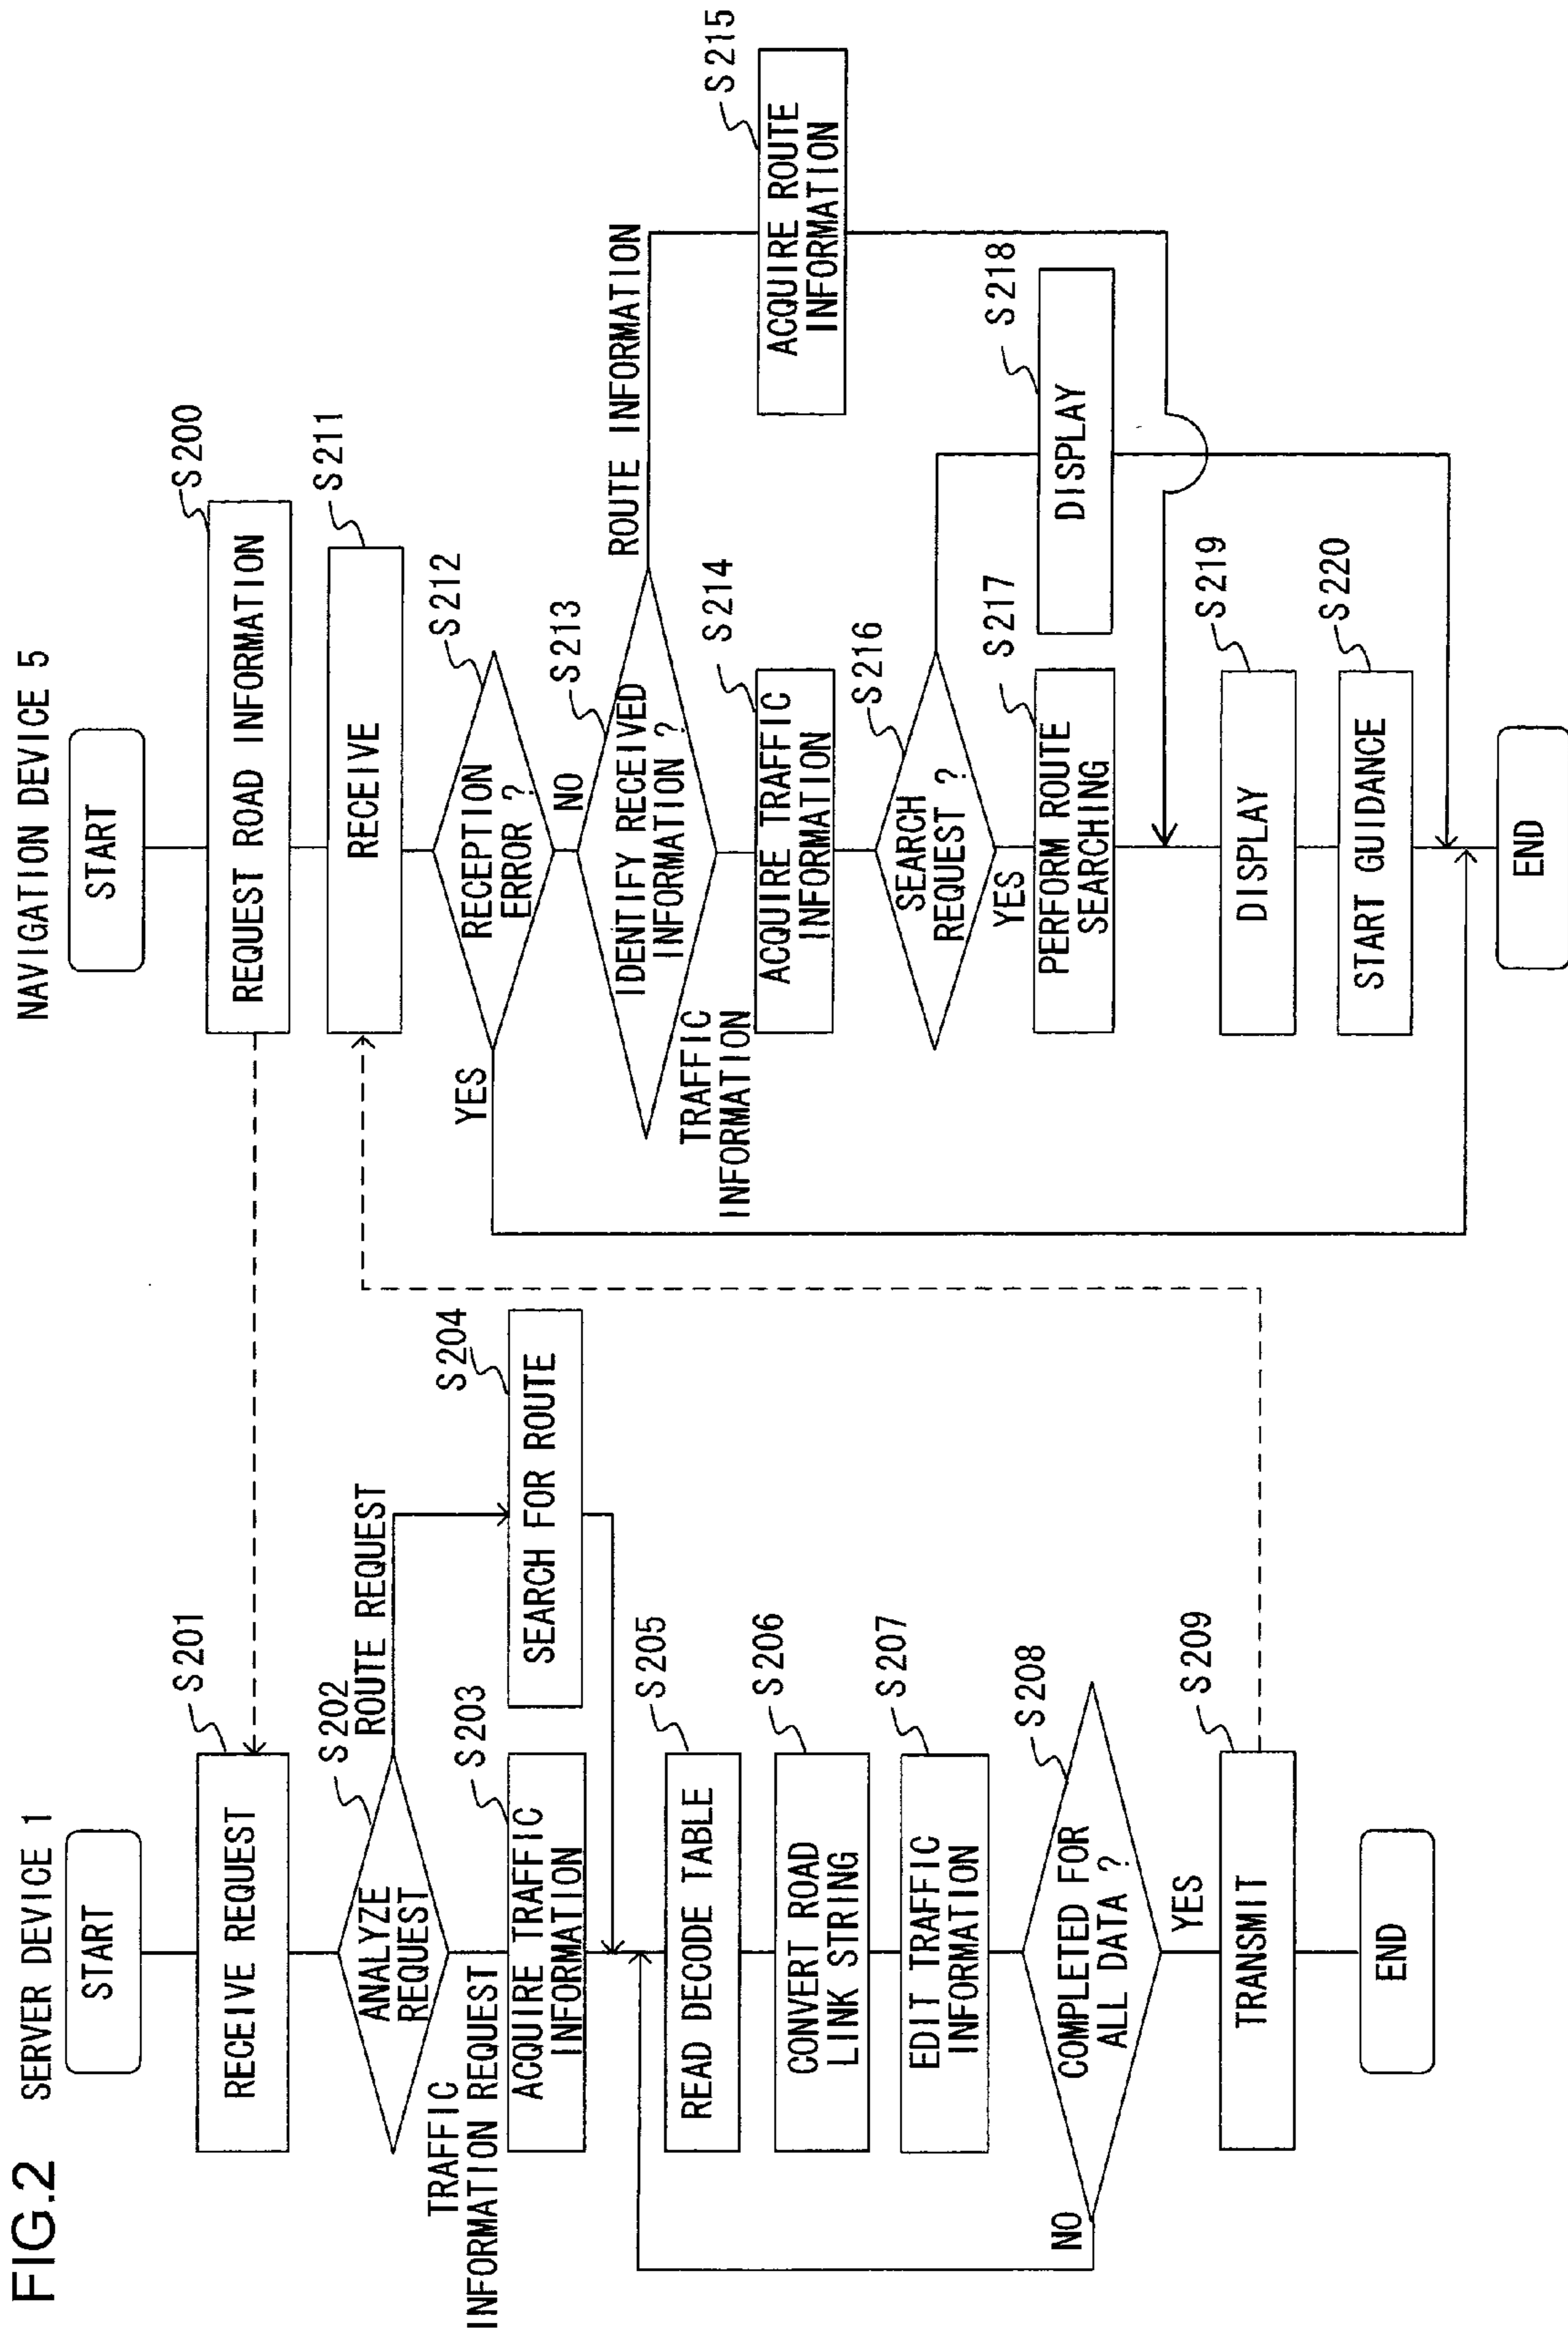 FIG.2
SERVER DEVICE 1
START
S201
RECEIVE REQUEST
S202
ANALYZE
REQUEST
ROUTE REQUEST
TRAFFIC
INFORMATION REQUEST
S203
ACQUIRE TRAFFIC
INFORMATION
S204
SEARCH FOR ROUTE
S205
READ DECODE TABLE
S206
CONVERT ROAD
LINK STRING
S207
EDIT TRAFFIC
INFORMATION
S208
COMPLETED FOR
ALL DATA ?
NO
YES
S209
TRANSMIT
END
NAVIGATION DEVICE 5
START
S200
REQUEST ROAD INFORMATION
S211
RECEIVE
S212
RECEPTION
ERROR ?
YES
NO
S213
IDENTIFY RECEIVED
INFORMATION ?
ROUTE INFORMATION
TRAFFIC
INFORMATION
S214
ACQUIRE TRAFFIC
INFORMATION
S215
ACQUIRE ROUTE
INFORMATION
S216
SEARCH
REQUEST ?
YES
S217
PERFORM ROUTE
SEARCHING
S218
DISPLAY
S219
DISPLAY
S220
START GUIDANCE
END